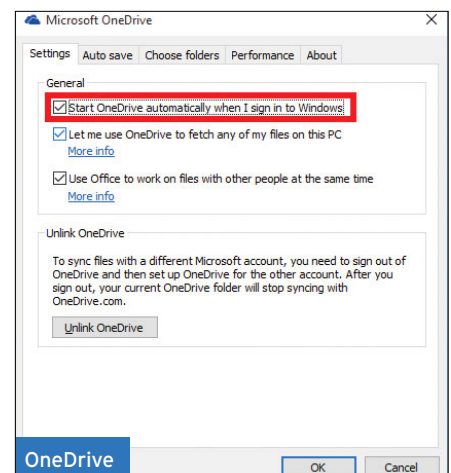 Microsoft OneDrive
Settings Auto save Choose folders Performance About
General
Start OneDrive automatically when I sign in to Windows
Let me use OneDrive to fetch any of my files on this PC
More info
Use Office to work on files with other people at the same time
More info
Unlink OneDrive
To sync files with a different Microsoft account, you need to sign out of
OneDrive and then set up OneDrive for the other account. After you
sign out, your current OneDrive folder will stop syncing with
OneDrive.com.
Unlink OneDrive
OneDrive
OK Cancel